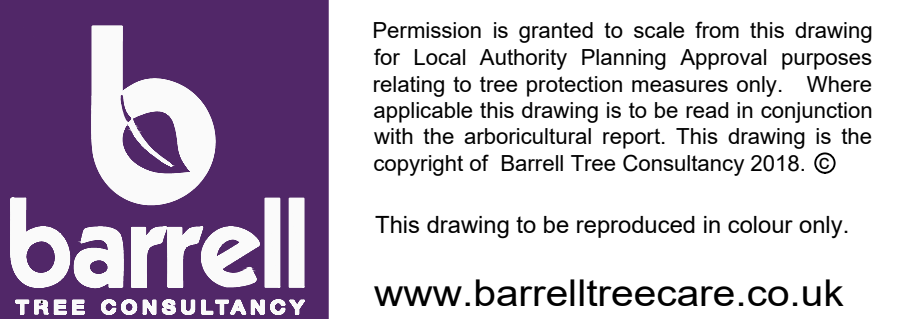 b
barrell
TREE CONSULTANCY
Permission is granted to scale from this drawing
for Local Authority Planning Approval purposes
relating to tree protection measures only. Where
applicable this drawing is to be read in conjunction
with the arboricultural report. This drawing is the
copyright of Barrell Tree Consultancy 2018. ©
This drawing to be reproduced in colour only.
www.barrelltreecare.co.uk